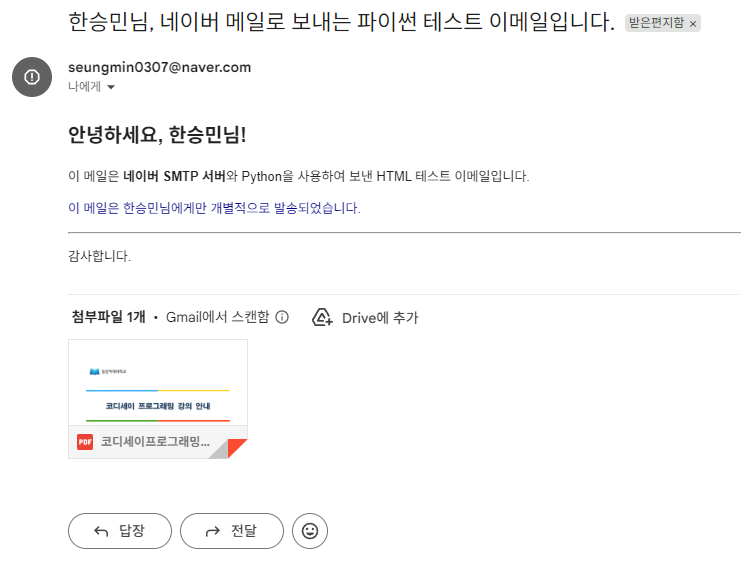 한승민님, 네이버 메일로 보내는 파이썬 테스트 이메일입니다. 받은편지함 ×
seungmin0307@naver.com
나에게
안녕하세요, 한승민님!
이 메일은 네이버 SMTP 서버와 Python을 사용하여 보낸 HTML 테스트 이메일입니다.
이 메일은 한승민님에게만 개별적으로 발송되었습니다.
감사합니다.
첨부파일 1개 • Gmail에서 스캔함
Drive에 추가
코디세이 프로그래밍 강의 안내
PDF 코디세이프로그래밍...
답장
전달